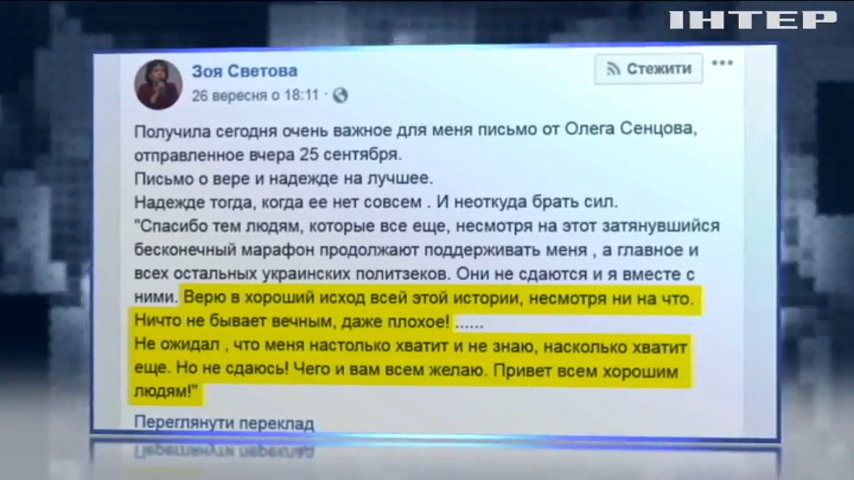 ІНТЕР
Зоя Светова
Стежити
26 вересня о 18:11 ·
Получила сегодня очень важное для меня письмо от Олега Сенцова,
отправленное вчера 25 сентября.
Письмо о вере и надежде на лучшее.
Надежде тогда, когда ее нет совсем . И неоткуда брать сил.
"Спасибо тем людям, которые все еще, несмотря на этот затянувшийся
бесконечный марафон продолжают поддерживать меня , а главное и
всех остальных украинских политзеков. Они не сдаются и я вместе с
ними. Верю в хороший исход всей этой истории, несмотря ни на что.
Ничто не бывает вечным, даже плохое! ......
Не ожидал , что меня настолько хватит и не знаю, насколько хватит
еще. Но не сдаюсь! Чего и вам всем желаю. Привет всем хорошим
людям!"
Переглянути переклад